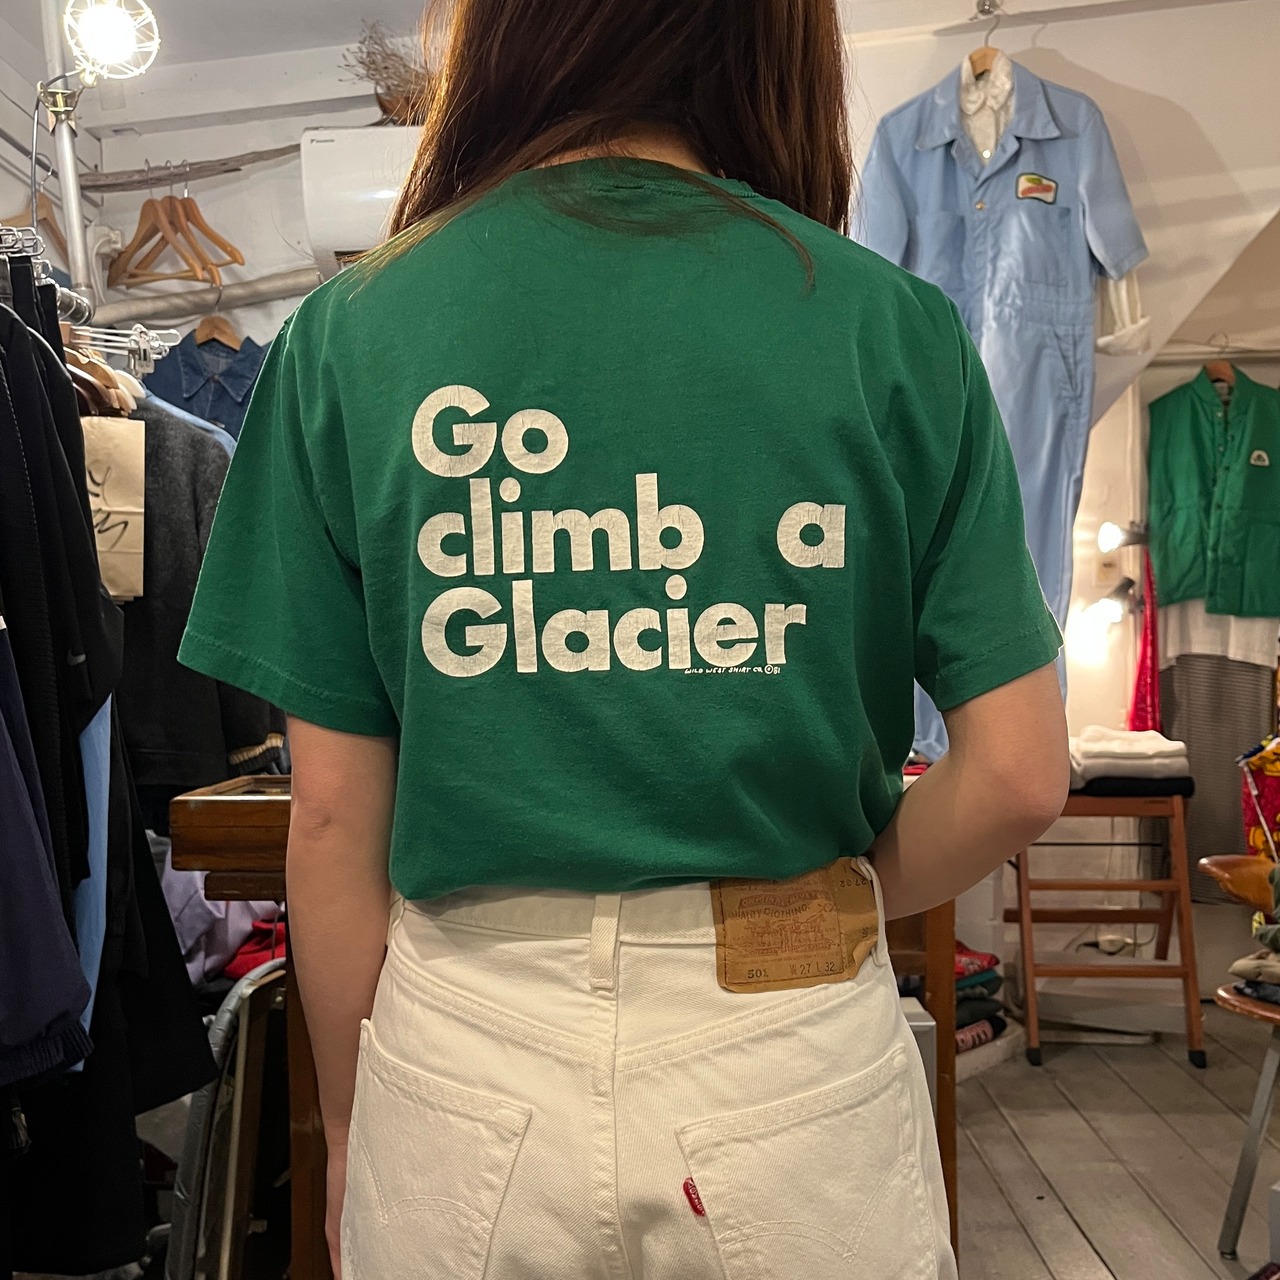 Go
climb a
Glacier
WILD WEST SHIRT CO. © 81
501 W 27 L 32